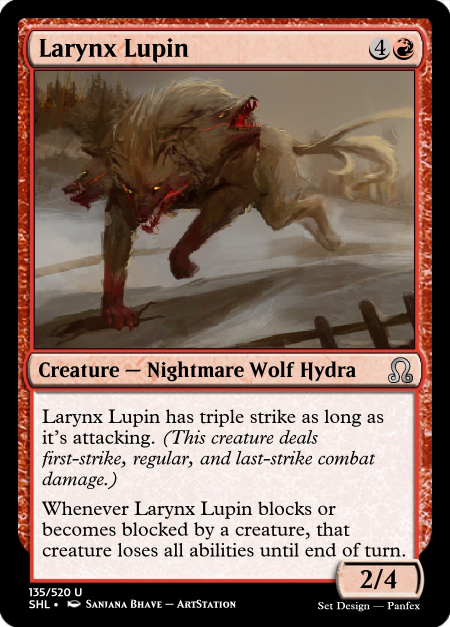 Larynx Lupin 4
Creature — Nightmare Wolf Hydra
Larynx Lupin has triple strike as long as
it's attacking. (This creature deals
first-strike, regular, and last-strike combat
damage.)
Whenever Larynx Lupin blocks or
becomes blocked by a creature, that
creature loses all abilities until end of turn.
2/4
135/520 U
SHL • Sanjana Bhave — ArtStation
Set Design — Panfex